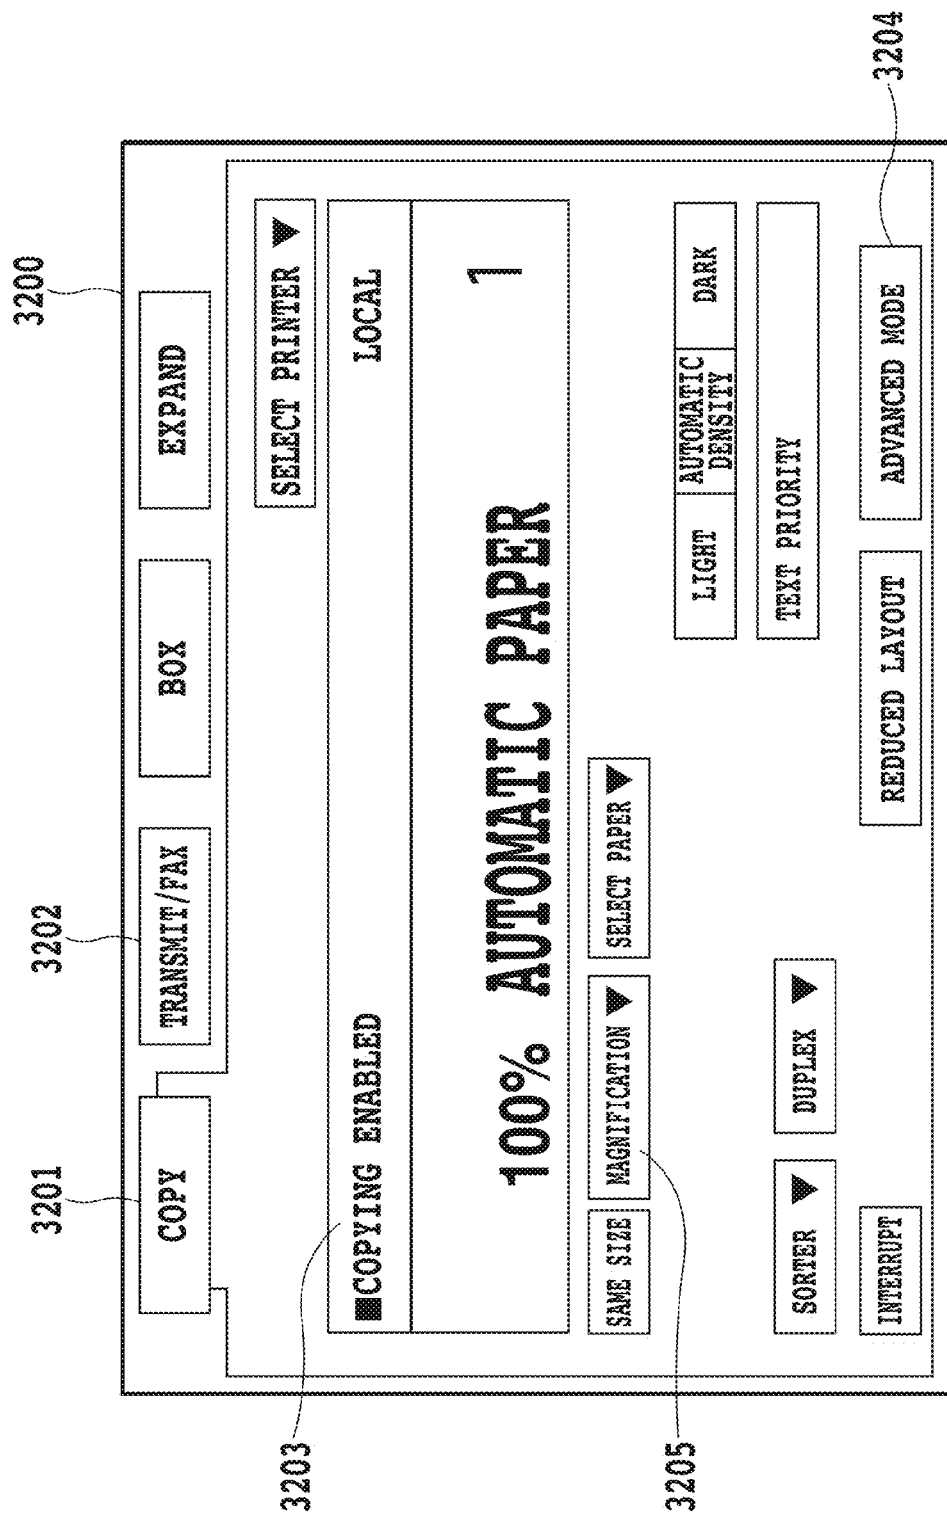 3200
3201
3202
COPY
TRANSMIT/FAX
BOX
EXPAND
SELECT PRINTER ▼
3203
■COPYING ENABLED LOCAL
100% AUTOMATIC PAPER 1
SAME SIZE
MAGNIFICATION ▼
SELECT PAPER ▼
3205
LIGHT
AUTOMATIC
DENSITY
DARK
TEXT PRIORITY
SORTER ▼
DUPLEX ▼
INTERRUPT
REDUCED LAYOUT
ADVANCED MODE
3204